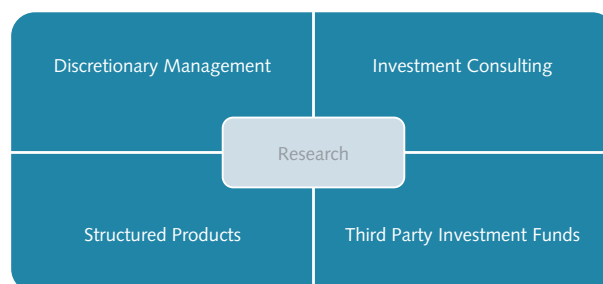 Discretionary Management
Investment Consulting
Research
Structured Products
Third Party Investment Funds